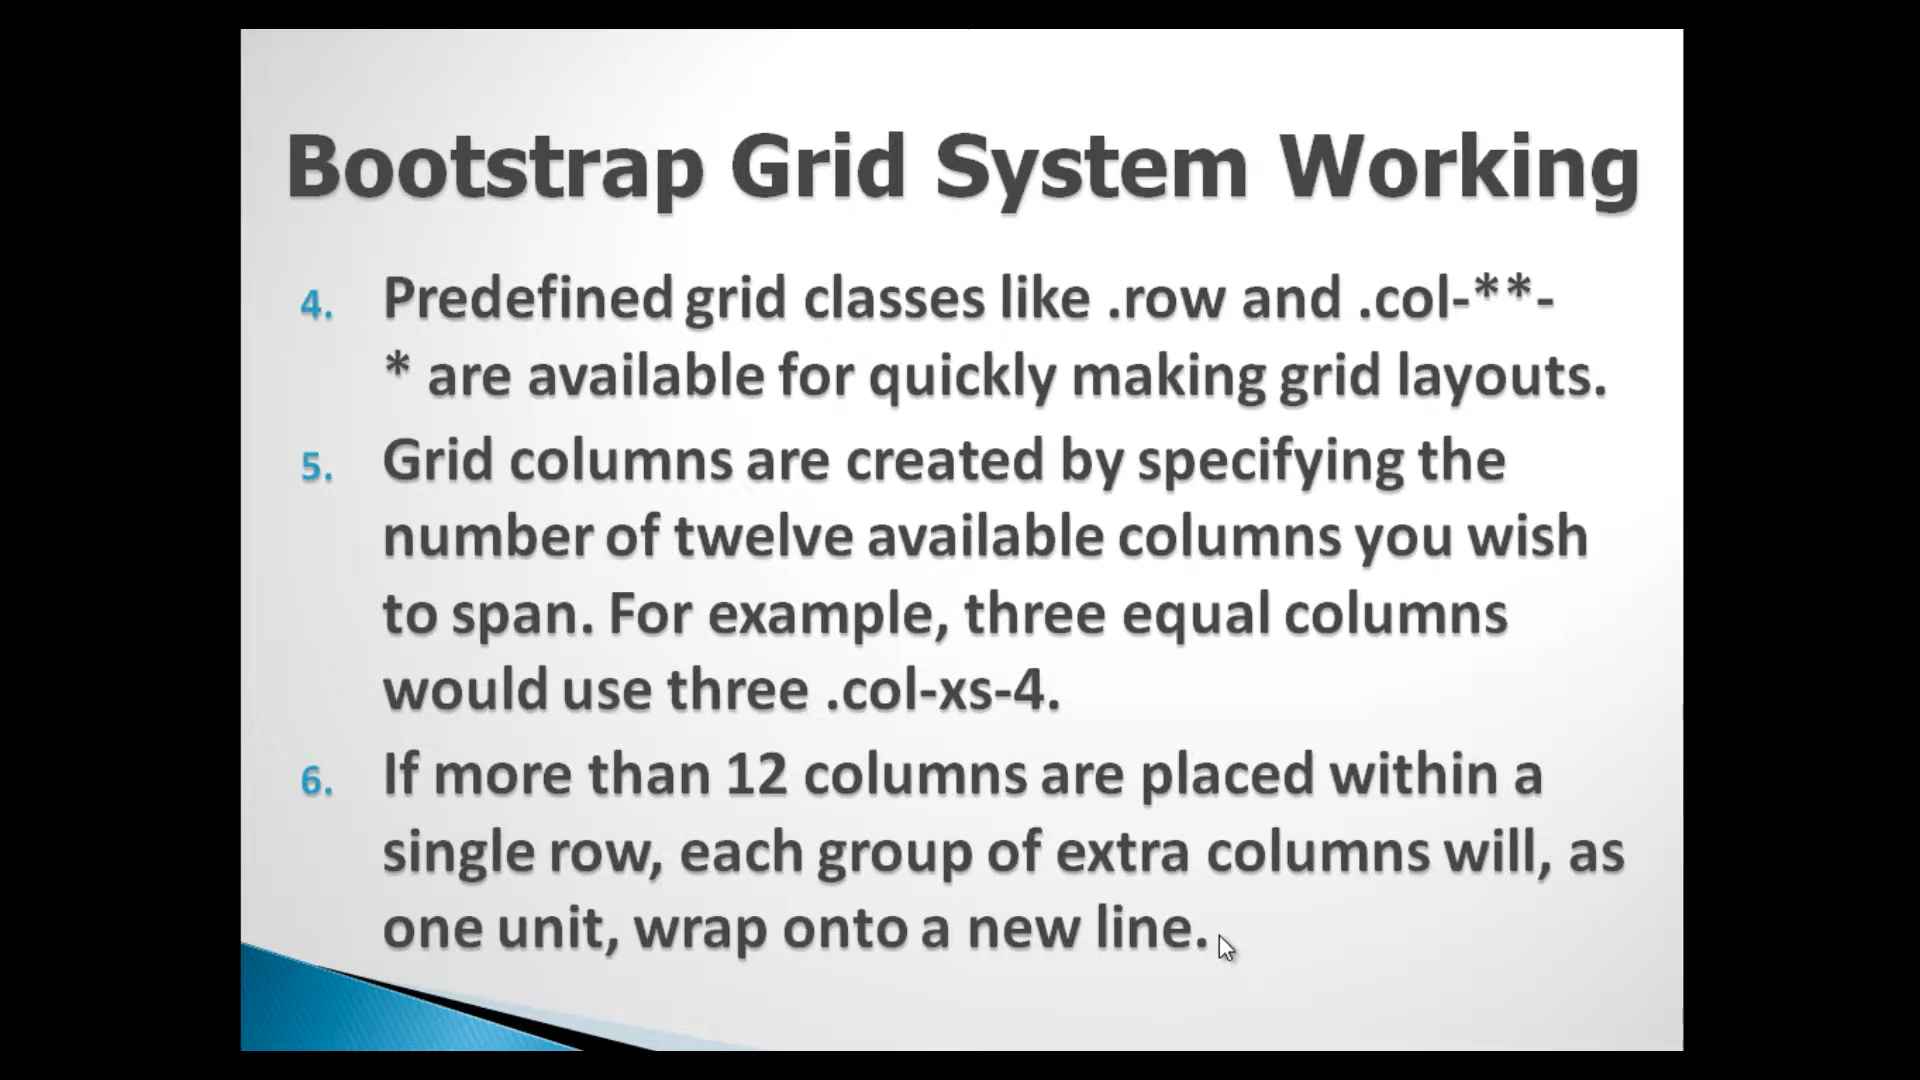 Bootstrap Grid System Working
4. Predefined grid classes like .row and .col-**-
* are available for quickly making grid layouts.
5. Grid columns are created by specifying the
number of twelve available columns you wish
to span. For example, three equal columns
would use three .col-xs-4.
6. If more than 12 columns are placed within a
single row, each group of extra columns will, as
one unit, wrap onto a new line.